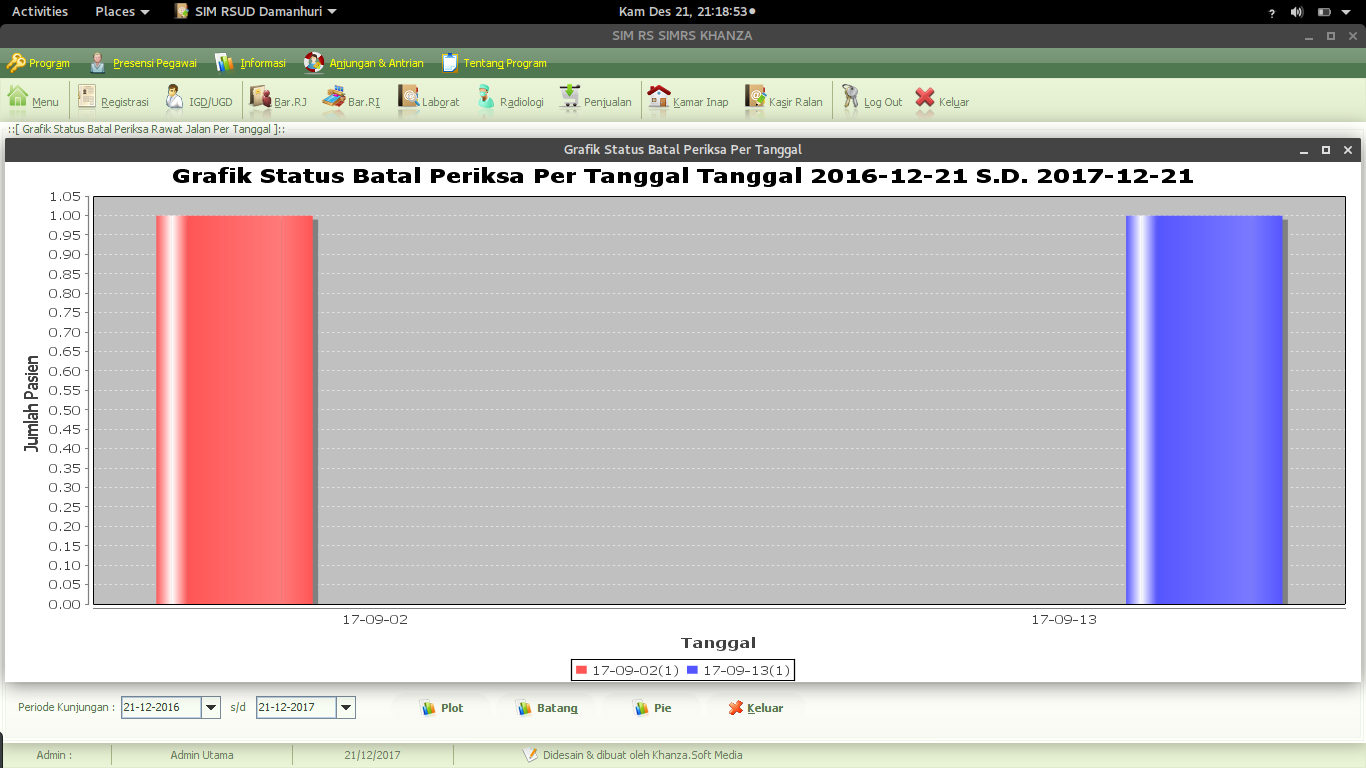 Activities Places SIM RSUD Damanhuri Kam Des 21, 21:18:53● ?
SIM RS SIMRS KHANZA
Program Presensi Pegawai Informasi Anjungan & Antrian Tentang Program
Menu Registrasi IGD/UGD Bar.RJ Bar.RI Laborat Radiologi Penjualan Kamar Inap Kasir Ralan Log Out Keluar
::[ Grafik Status Batal Periksa Rawat Jalan Per Tanggal ]::
Grafik Status Batal Periksa Per Tanggal
Grafik Status Batal Periksa Per Tanggal Tanggal 2016-12-21 S.D. 2017-12-21
1.05
1.00
0.95
0.90
0.85
0.80
0.75
0.70
0.65
0.60
0.55
0.50
0.45
0.40
0.35
0.30
0.25
0.20
0.15
0.10
0.05
0.00
Jumlah Pasien
17-09-02 17-09-13
Tanggal
17-09-02(1) 17-09-13(1)
Periode Kunjungan : 21-12-2016 s/d 21-12-2017 Plot Batang Pie Keluar
Admin : Admin Utama 21/12/2017 Didesain & dibuat oleh Khanza.Soft Media